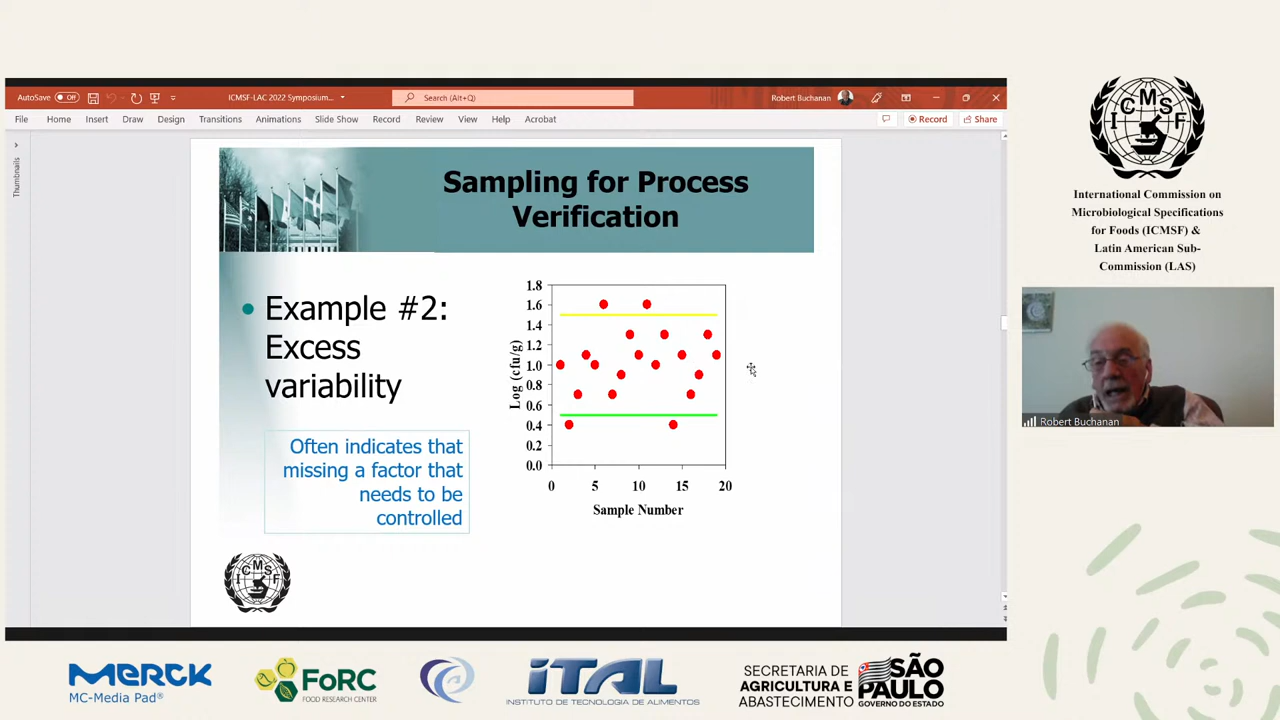 AutoSave
Off
ICMSF-LAC 2022 Symposium...
Search (Alt+Q)
Robert Buchanan
File Home Insert Draw Design Transitions Animations Slide Show Record Review View Help Acrobat
Record
Share
Thumbnails
Sampling for Process
Verification
• Example #2:
Excess
variability
Often indicates that
missing a factor that
needs to be
controlled
Log (cfu/g)
1.8
1.6
1.4
1.2
1.0
0.8
0.6
0.4
0.2
0.0
0 5 10 15 20
Sample Number
ICMSF
ICMSF
International Commission on
Microbiological Specifications
for Foods (ICMSF) &
Latin American Sub-
Commission (LAS)
Robert Buchanan
MERCK
MC-Media Pad®
FoRC
FOOD RESEARCH CENTER
iTAL
INSTITUTO DE TECNOLOGIA DE ALIMENTOS
SECRETARIA DE
AGRICULTURA E
ABASTECIMENTO
SÃO
PAULO
GOVERNO DO ESTADO